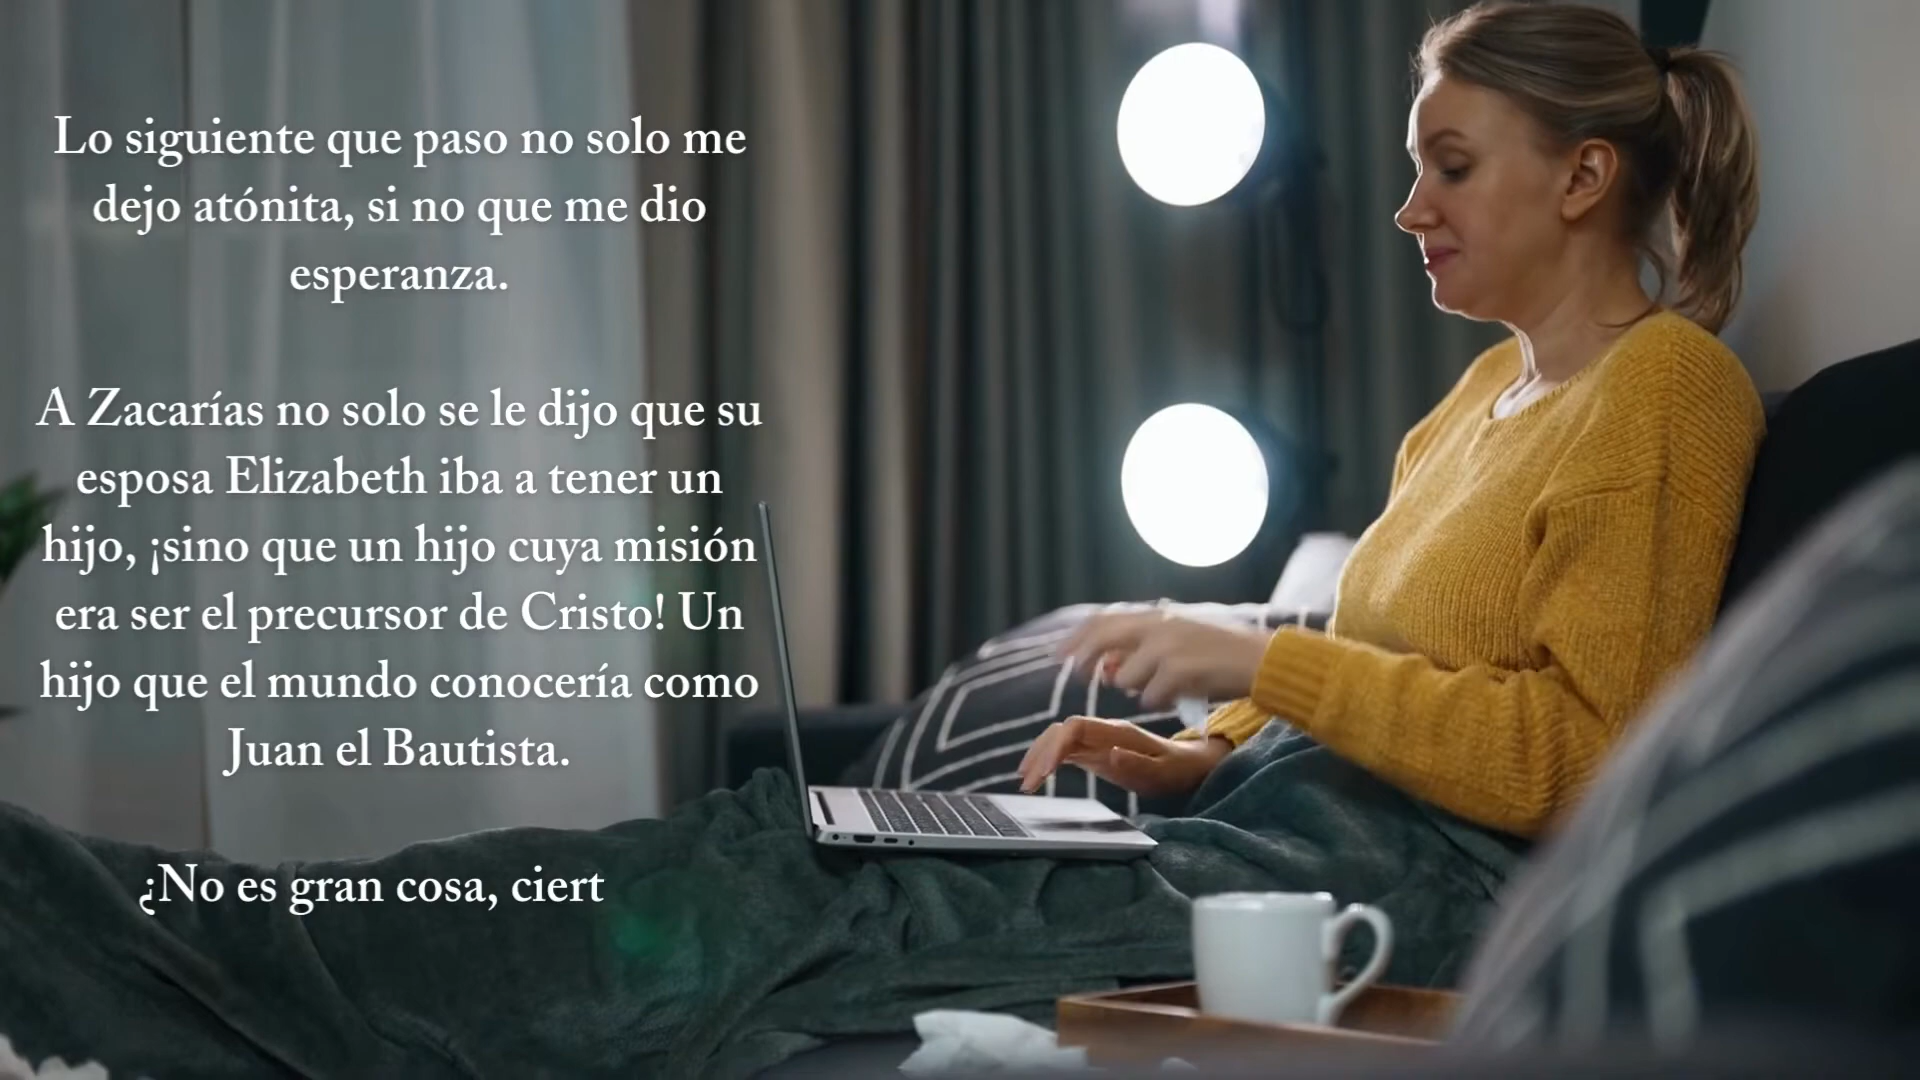 Lo siguiente que paso no solo me
dejo atónita, si no que me dio
esperanza.
A Zacarías no solo se le dijo que su
esposa Elizabeth iba a tener un
hijo, ¡sino que un hijo cuya misión
era ser el precursor de Cristo! Un
hijo que el mundo conocería como
Juan el Bautista.
¿No es gran cosa, ciert